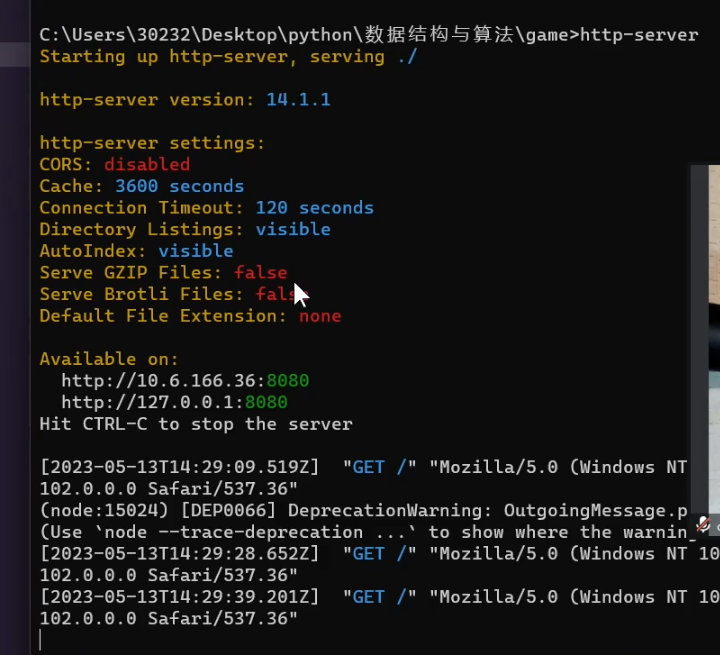 C:\Users\30232\Desktop\python\数据结构与算法\game>http-server
Starting up http-server, serving ./
http-server version: 14.1.1
http-server settings:
CORS: disabled
Cache: 3600 seconds
Connection Timeout: 120 seconds
Directory Listings: visible
AutoIndex: visible
Serve GZIP Files: false
Serve Brotli Files: false
Default File Extension: none
Available on:
http://10.6.166.36:8080
http://127.0.0.1:8080
Hit CTRL-C to stop the server
[2023-05-13T14:29:09.519Z] "GET /" "Mozilla/5.0 (Windows NT
102.0.0.0 Safari/537.36"
(node:15024) [DEP0066] DeprecationWarning: OutgoingMessage.p
(Use `node --trace-deprecation ...` to show where the warnin
[2023-05-13T14:29:28.652Z] "GET /" "Mozilla/5.0 (Windows NT 10
102.0.0.0 Safari/537.36"
[2023-05-13T14:29:39.201Z] "GET /" "Mozilla/5.0 (Windows NT 10
102.0.0.0 Safari/537.36"